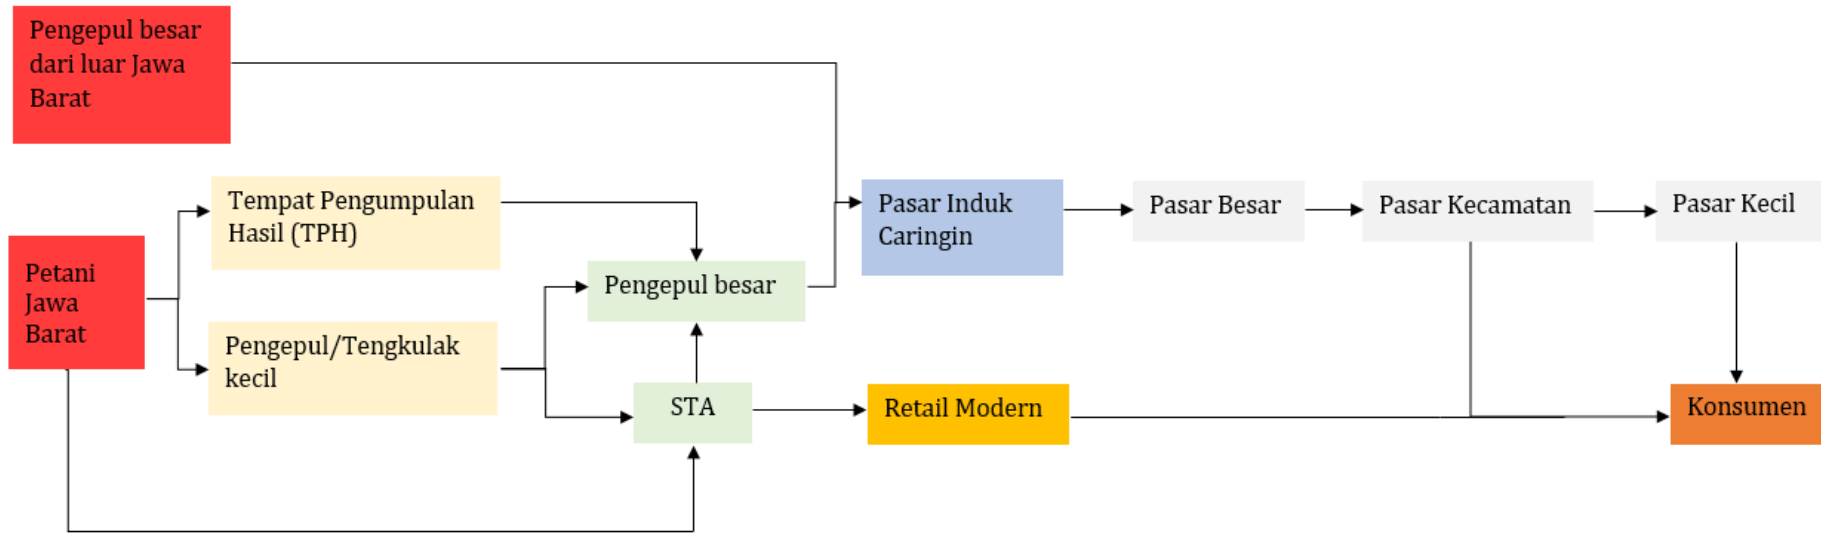 Pengepul besar
dari luar Jawa
Barat
Tempat Pengumpulan
Hasil (TPH)
Petani
Jawa
Barat
Pengepul/Tengkulak
kecil
Pengepul besar
STA
Pasar Induk
Caringin
Retail Modern
Pasar Besar
Pasar Kecamatan
Pasar Kecil
Konsumen